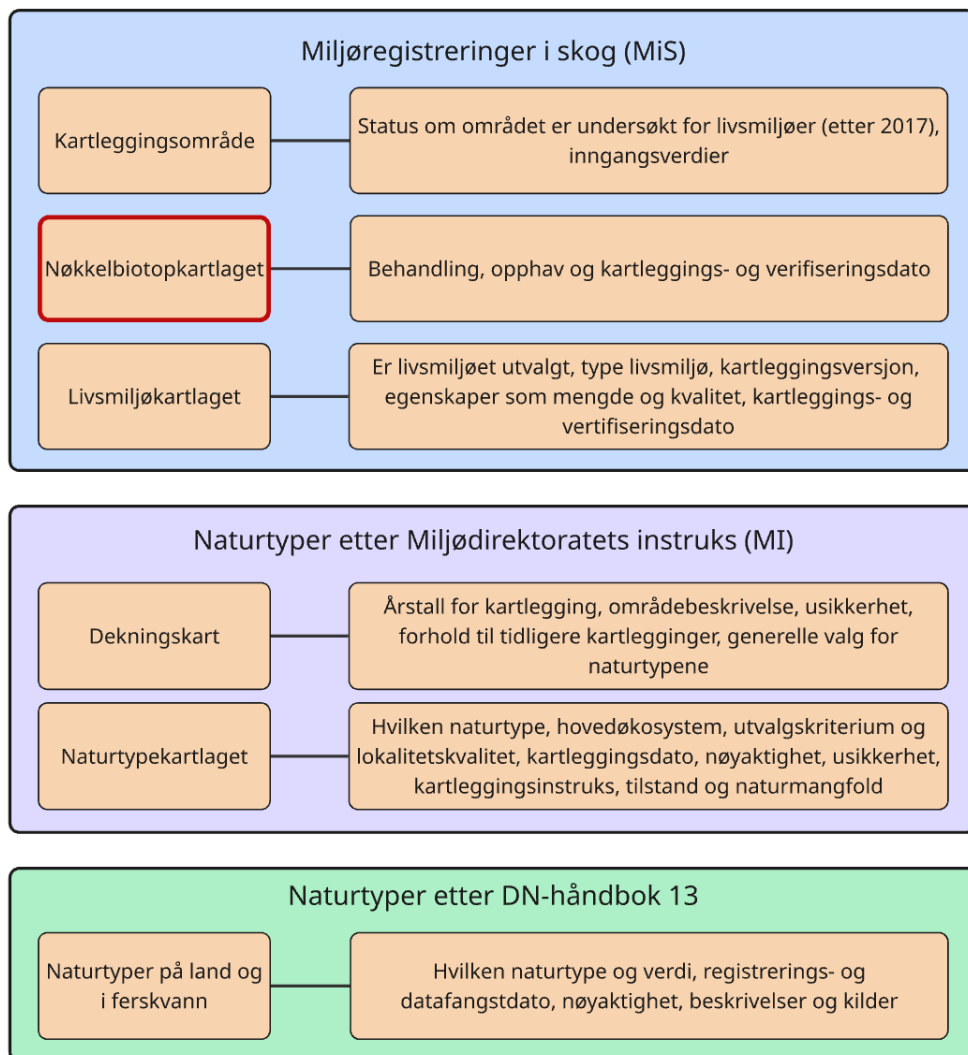 Miljøregistreringer i skog (MiS)
Kartleggingsområde
Status om området er undersøkt for livsmiljøer (etter 2017),
inngangsverdier
Nøkkelbiotopkartlaget
Behandling, opphav og kartleggings- og verifiseringsdato
Livsmiljøkartlaget
Er livsmiljøet utvalgt, type livsmiljø, kartleggingsversjon,
egenskaper som mengde og kvalitet, kartleggings- og
vertifiseringsdato
Naturtyper etter Miljødirektoratets instruks (MI)
Dekningskart
Årstall for kartlegging, områdebeskrivelse, usikkerhet,
forhold til tidligere kartlegginger, generelle valg for
naturtypene
Naturtypekartlaget
Hvilken naturtype, hovedøkosystem, utvalgskriterium og
lokalitetskvalitet, kartleggingsdato, nøyaktighet, usikkerhet,
kartleggingsinstruks, tilstand og naturmangfold
Naturtyper etter DN-håndbok 13
Naturtyper på land og
i ferskvann
Hvilken naturtype og verdi, registrerings- og
datafangstdato, nøyaktighet, beskrivelser og kilder